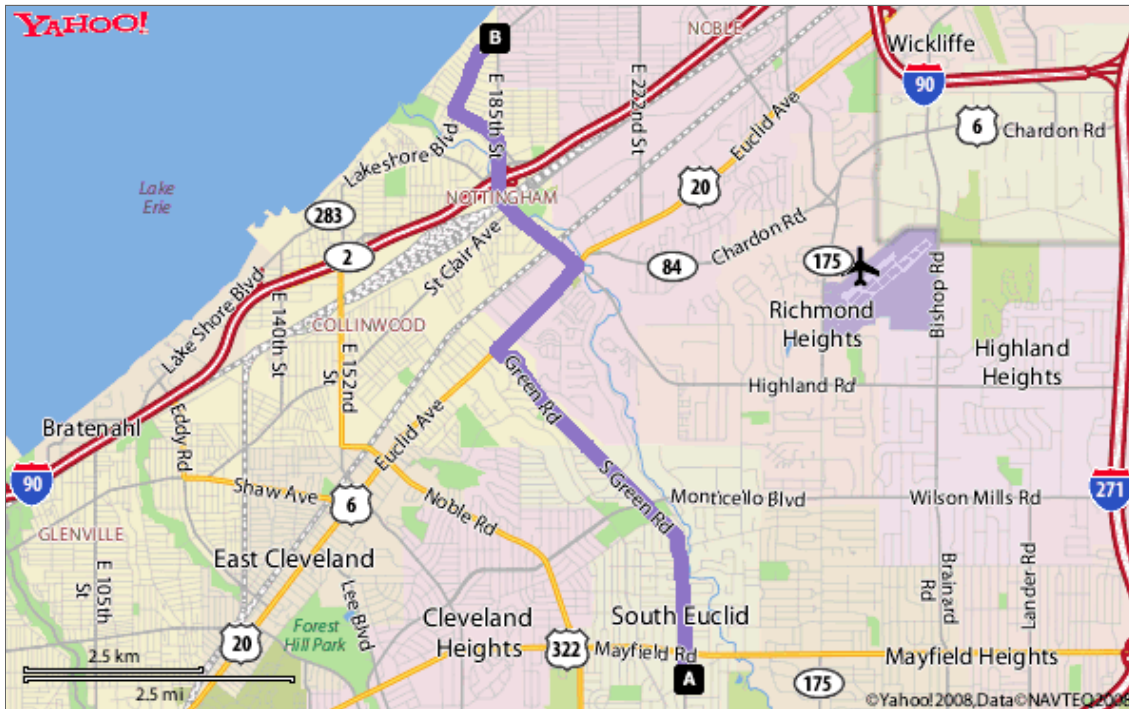 YAHOO!
B
NOBLE
Wickliffe
E 185th St
E 222nd St
90
Euclid Ave
6
Chardon Rd
Lakeshore Blvd
20
Lake
Erie
NOTTINGHAM
283
Chardon Rd
2
St Clair Ave
84
175
Bishop Rd
Lake Shore Blvd
E 140th St
COLLINWOOD
Richmond
Heights
Highland
Heights
E 152nd
St
Green Rd
Highland Rd
Bratenahl
Eddy Rd
Euclid Ave
90
Shaw Ave
6
Noble Rd
S Green Rd
Monticello Blvd
Wilson Mills Rd
271
GLENVILLE
East Cleveland
E 105th
St
Lee Blvd
Brainard
Rd
Lander Rd
Forest
Hill Park
Cleveland
Heights
South Euclid
20
322
Mayfield Rd
Mayfield Heights
2.5 km
2.5 mi
A
175
©Yahoo!2008,Data©NAVTEQ2008